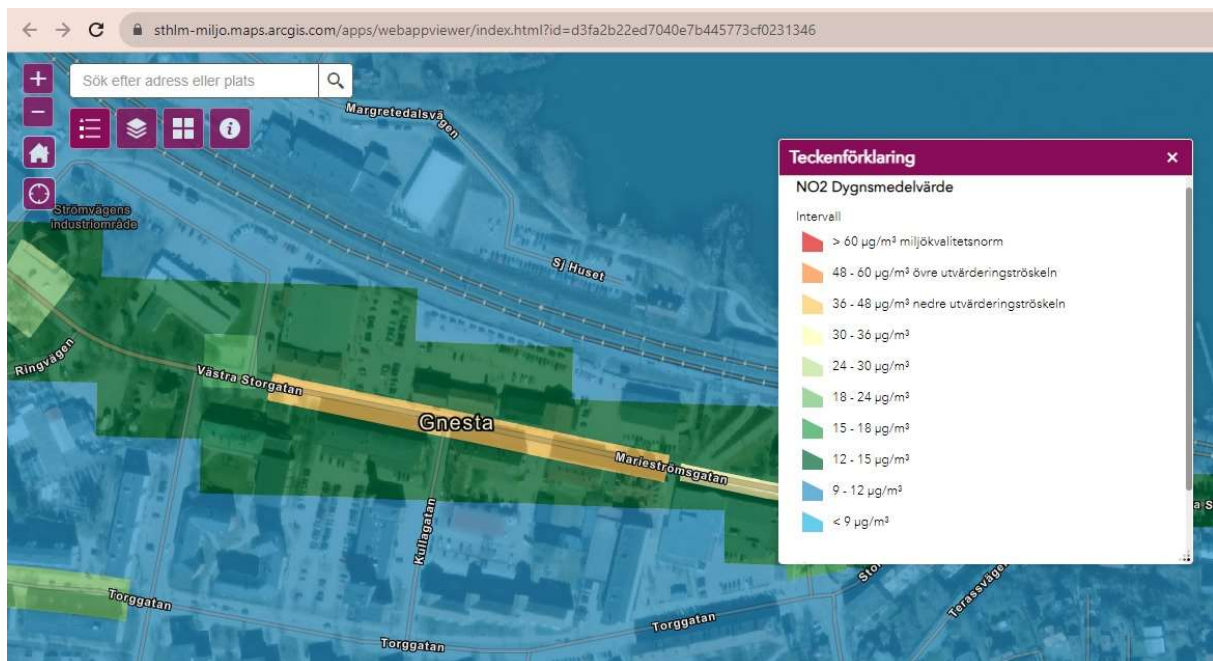 sthlm-miljo.maps.arcgis.com/apps/webappviewer/index.html?id=d3fa2b22ed7040e7b445773cf0231346
Sök efter adress eller plats
Margretedalsvägen
Strömvägens
industriområde
Sj Huset
Ringvägen
Västra Storgatan
Gnesta
Marieströmsgatan
Kullagatan
Torggatan
Torggatan
Torggatan
Terassvägen
Teckenförklaring
NO2 Dygnsmedelvärde
Intervall
> 60 µg/m³ miljökvalitetsnorm
48 - 60 µg/m³ övre utvärderingströskeln
36 - 48 µg/m³ nedre utvärderingströskeln
30 - 36 µg/m³
24 - 30 µg/m³
18 - 24 µg/m³
15 - 18 µg/m³
12 - 15 µg/m³
9 - 12 µg/m³
< 9 µg/m³